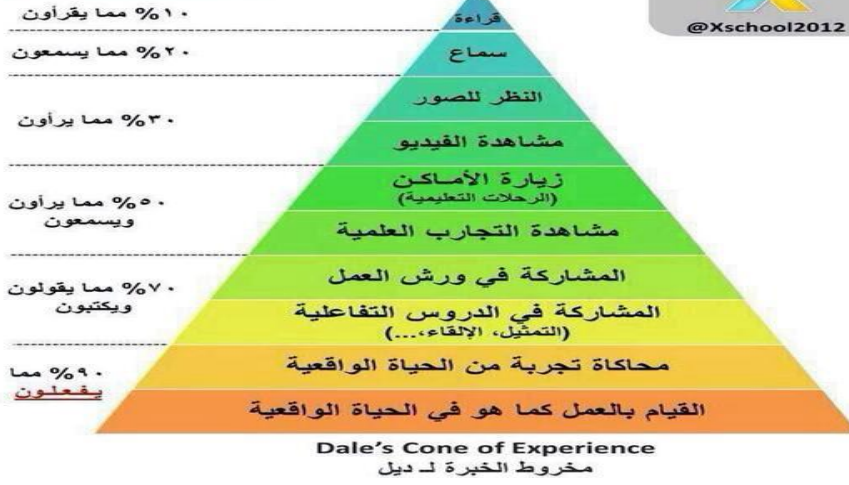 @Xschool2012
١٠% مما يقرأون
قراءة
٢٠% مما يسمعون
سماع
٣٠% مما يرأون
النظر للصور
مشاهدة الفيديو
٥٠% مما يرأون
ويسمعون
زيارة الأماكن
(الرحلات التعليمية)
مشاهدة التجارب العلمية
٧٠% مما يقولون
ويكتبون
المشاركة في ورش العمل
المشاركة في الدروس التفاعلية
(التمثيل، الإلقاء،...)
٩٠% مما
يفعلون
محاكاة تجربة من الحياة الواقعية
القيام بالعمل كما هو في الحياة الواقعية
Dale's Cone of Experience
مخروط الخبرة لـ ديل